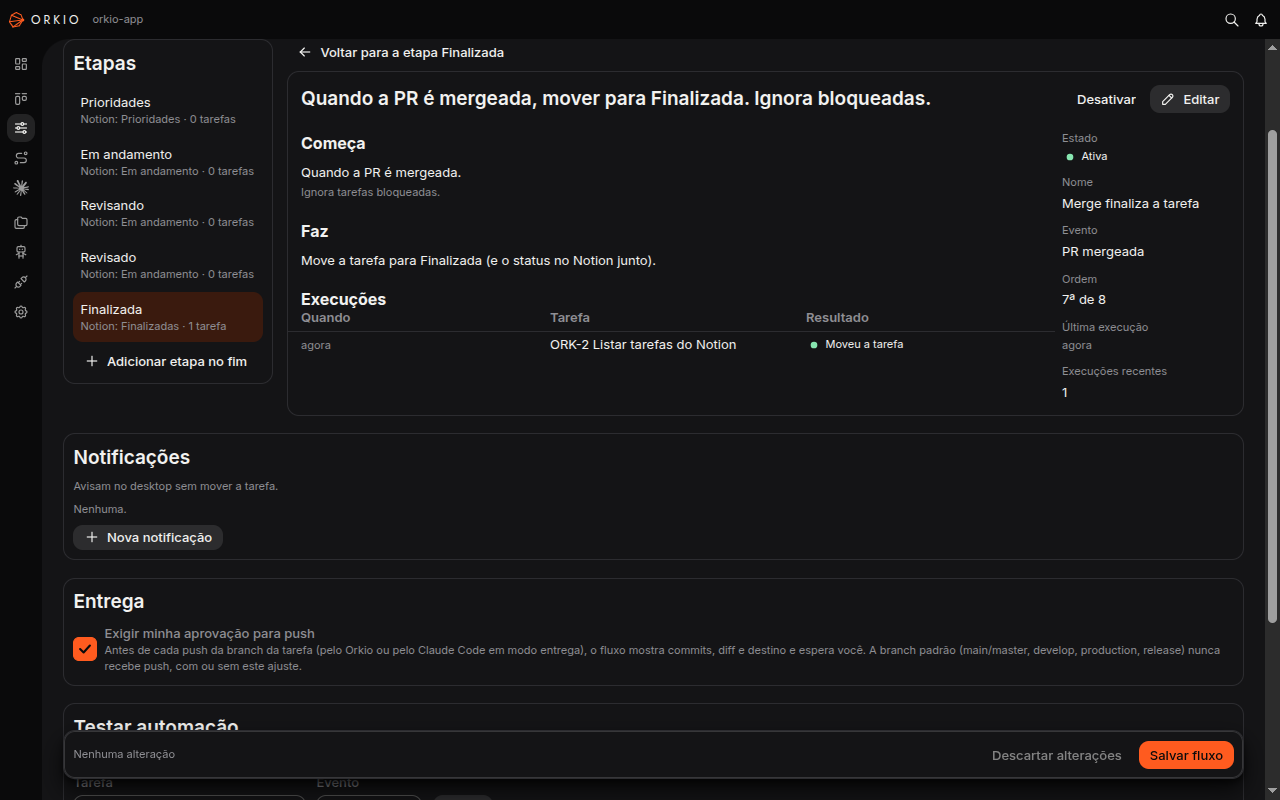 ORKIO orkio-app
Etapas
Prioridades
Notion: Prioridades · 0 tarefas
Em andamento
Notion: Em andamento · 0 tarefas
Revisando
Notion: Em andamento · 0 tarefas
Revisado
Notion: Em andamento · 0 tarefas
Finalizada
Notion: Finalizadas · 1 tarefa
Adicionar etapa no fim
Voltar para a etapa Finalizada
Quando a PR é mergeada, mover para Finalizada. Ignora bloqueadas.
Desativar Editar
Começa
Quando a PR é mergeada.
Ignora tarefas bloqueadas.
Faz
Move a tarefa para Finalizada (e o status no Notion junto).
Execuções
Quando Tarefa Resultado
agora ORK-2 Listar tarefas do Notion Moveu a tarefa
Estado
Ativa
Nome
Merge finaliza a tarefa
Evento
PR mergeada
Ordem
7ª de 8
Última execução
agora
Execuções recentes
1
Notificações
Avisam no desktop sem mover a tarefa.
Nenhuma.
Nova notificação
Entrega
Exigir minha aprovação para push
Antes de cada push da branch da tarefa (pelo Orkio ou pelo Claude Code em modo entrega), o fluxo mostra commits, diff e destino e espera você. A branch padrão (main/master, develop, production, release) nunca
recebe push, com ou sem este ajuste.
Testar automação
Nenhuma alteração Descartar alterações Salvar fluxo
Tarefa Evento